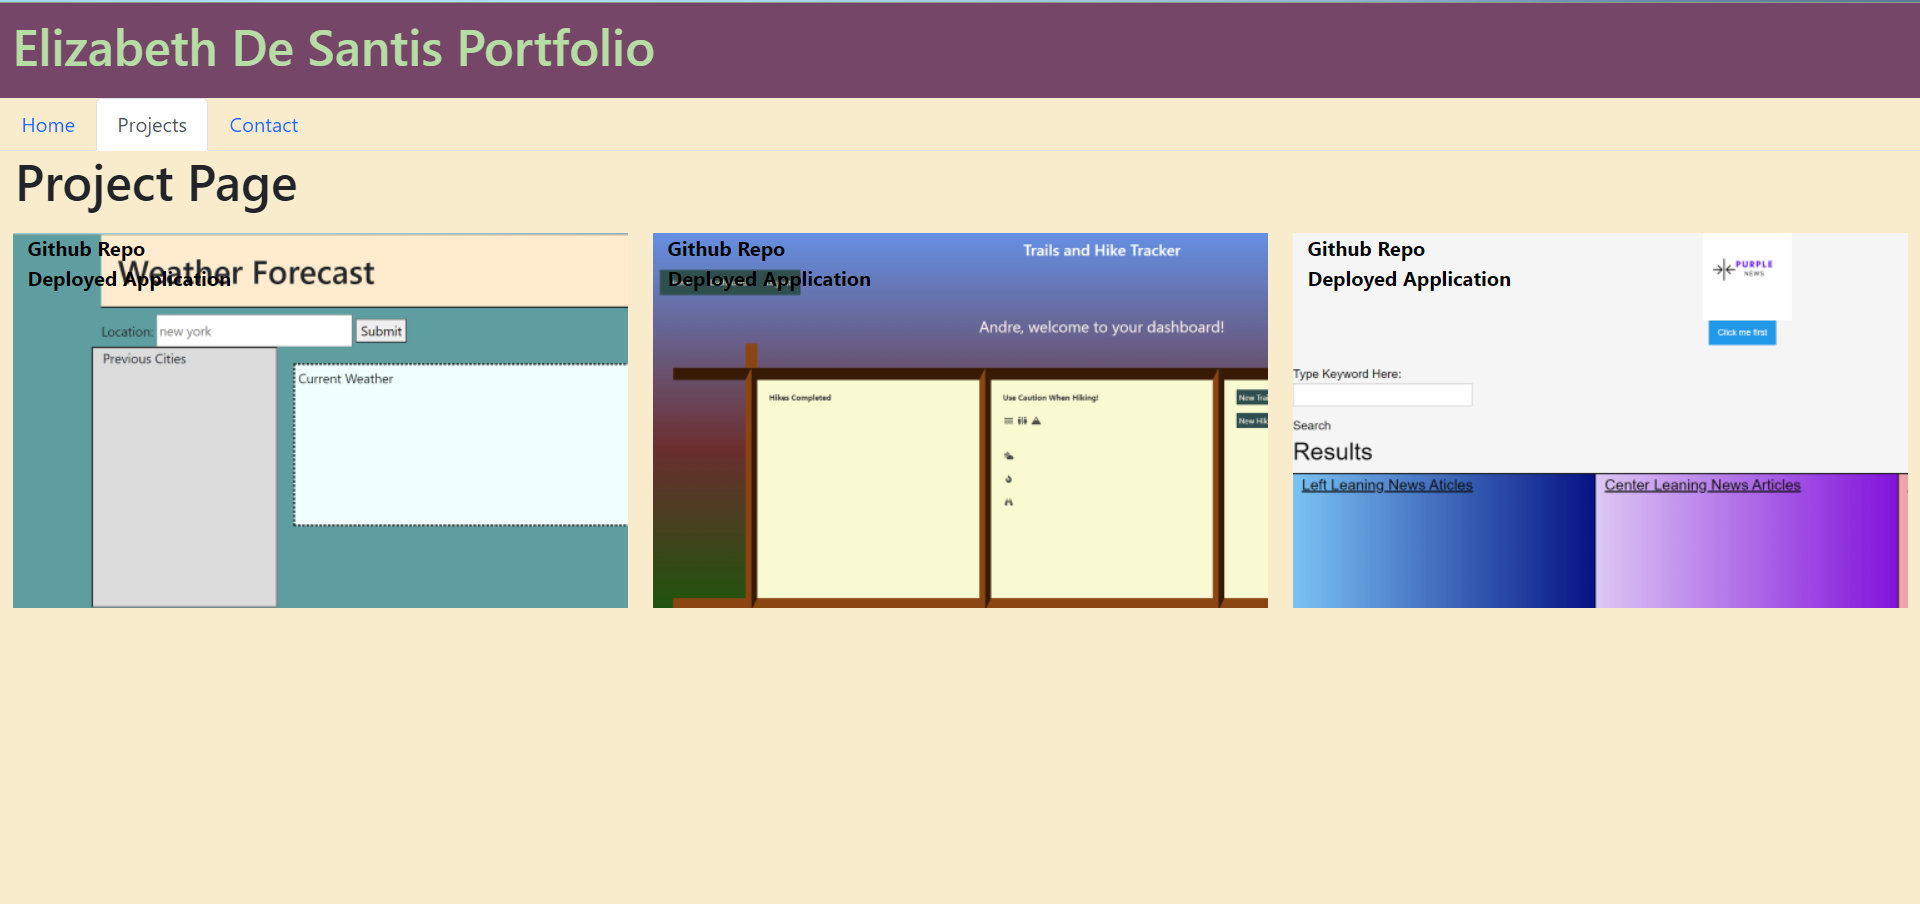 Elizabeth De Santis Portfolio
Home Projects Contact
Project Page
Github Repo
Deployed Application
Weather Forecast
Location: new york Submit
Previous Cities
Current Weather
Github Repo
Deployed Application
Trails and Hike Tracker
Andre, welcome to your dashboard!
Hikes Completed
Use Caution When Hiking!
New Trai
New Hik
Github Repo
Deployed Application
PURPLE
NEWS
Click me first
Type Keyword Here:
Search
Results
Left Leaning News Aticles
Center Leaning News Articles